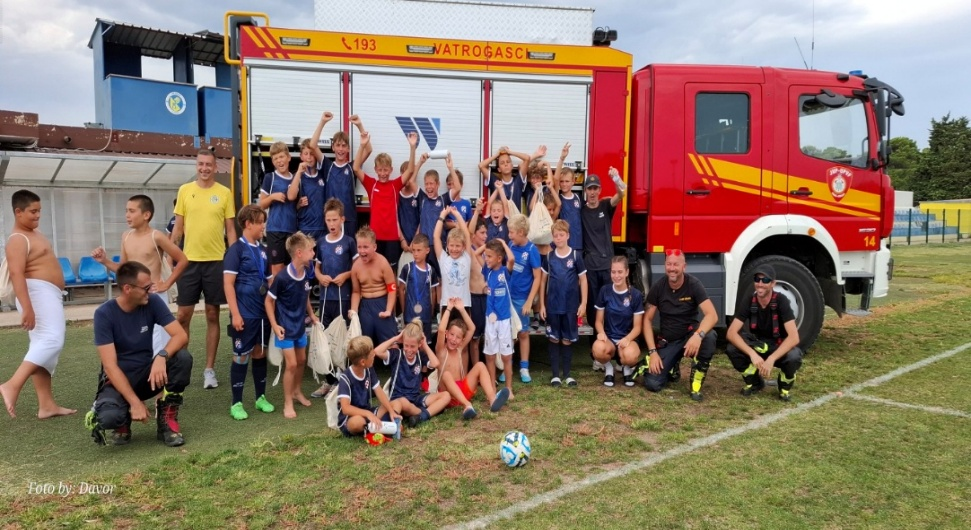 193
VATROGASCI
14
Foto by: Davor